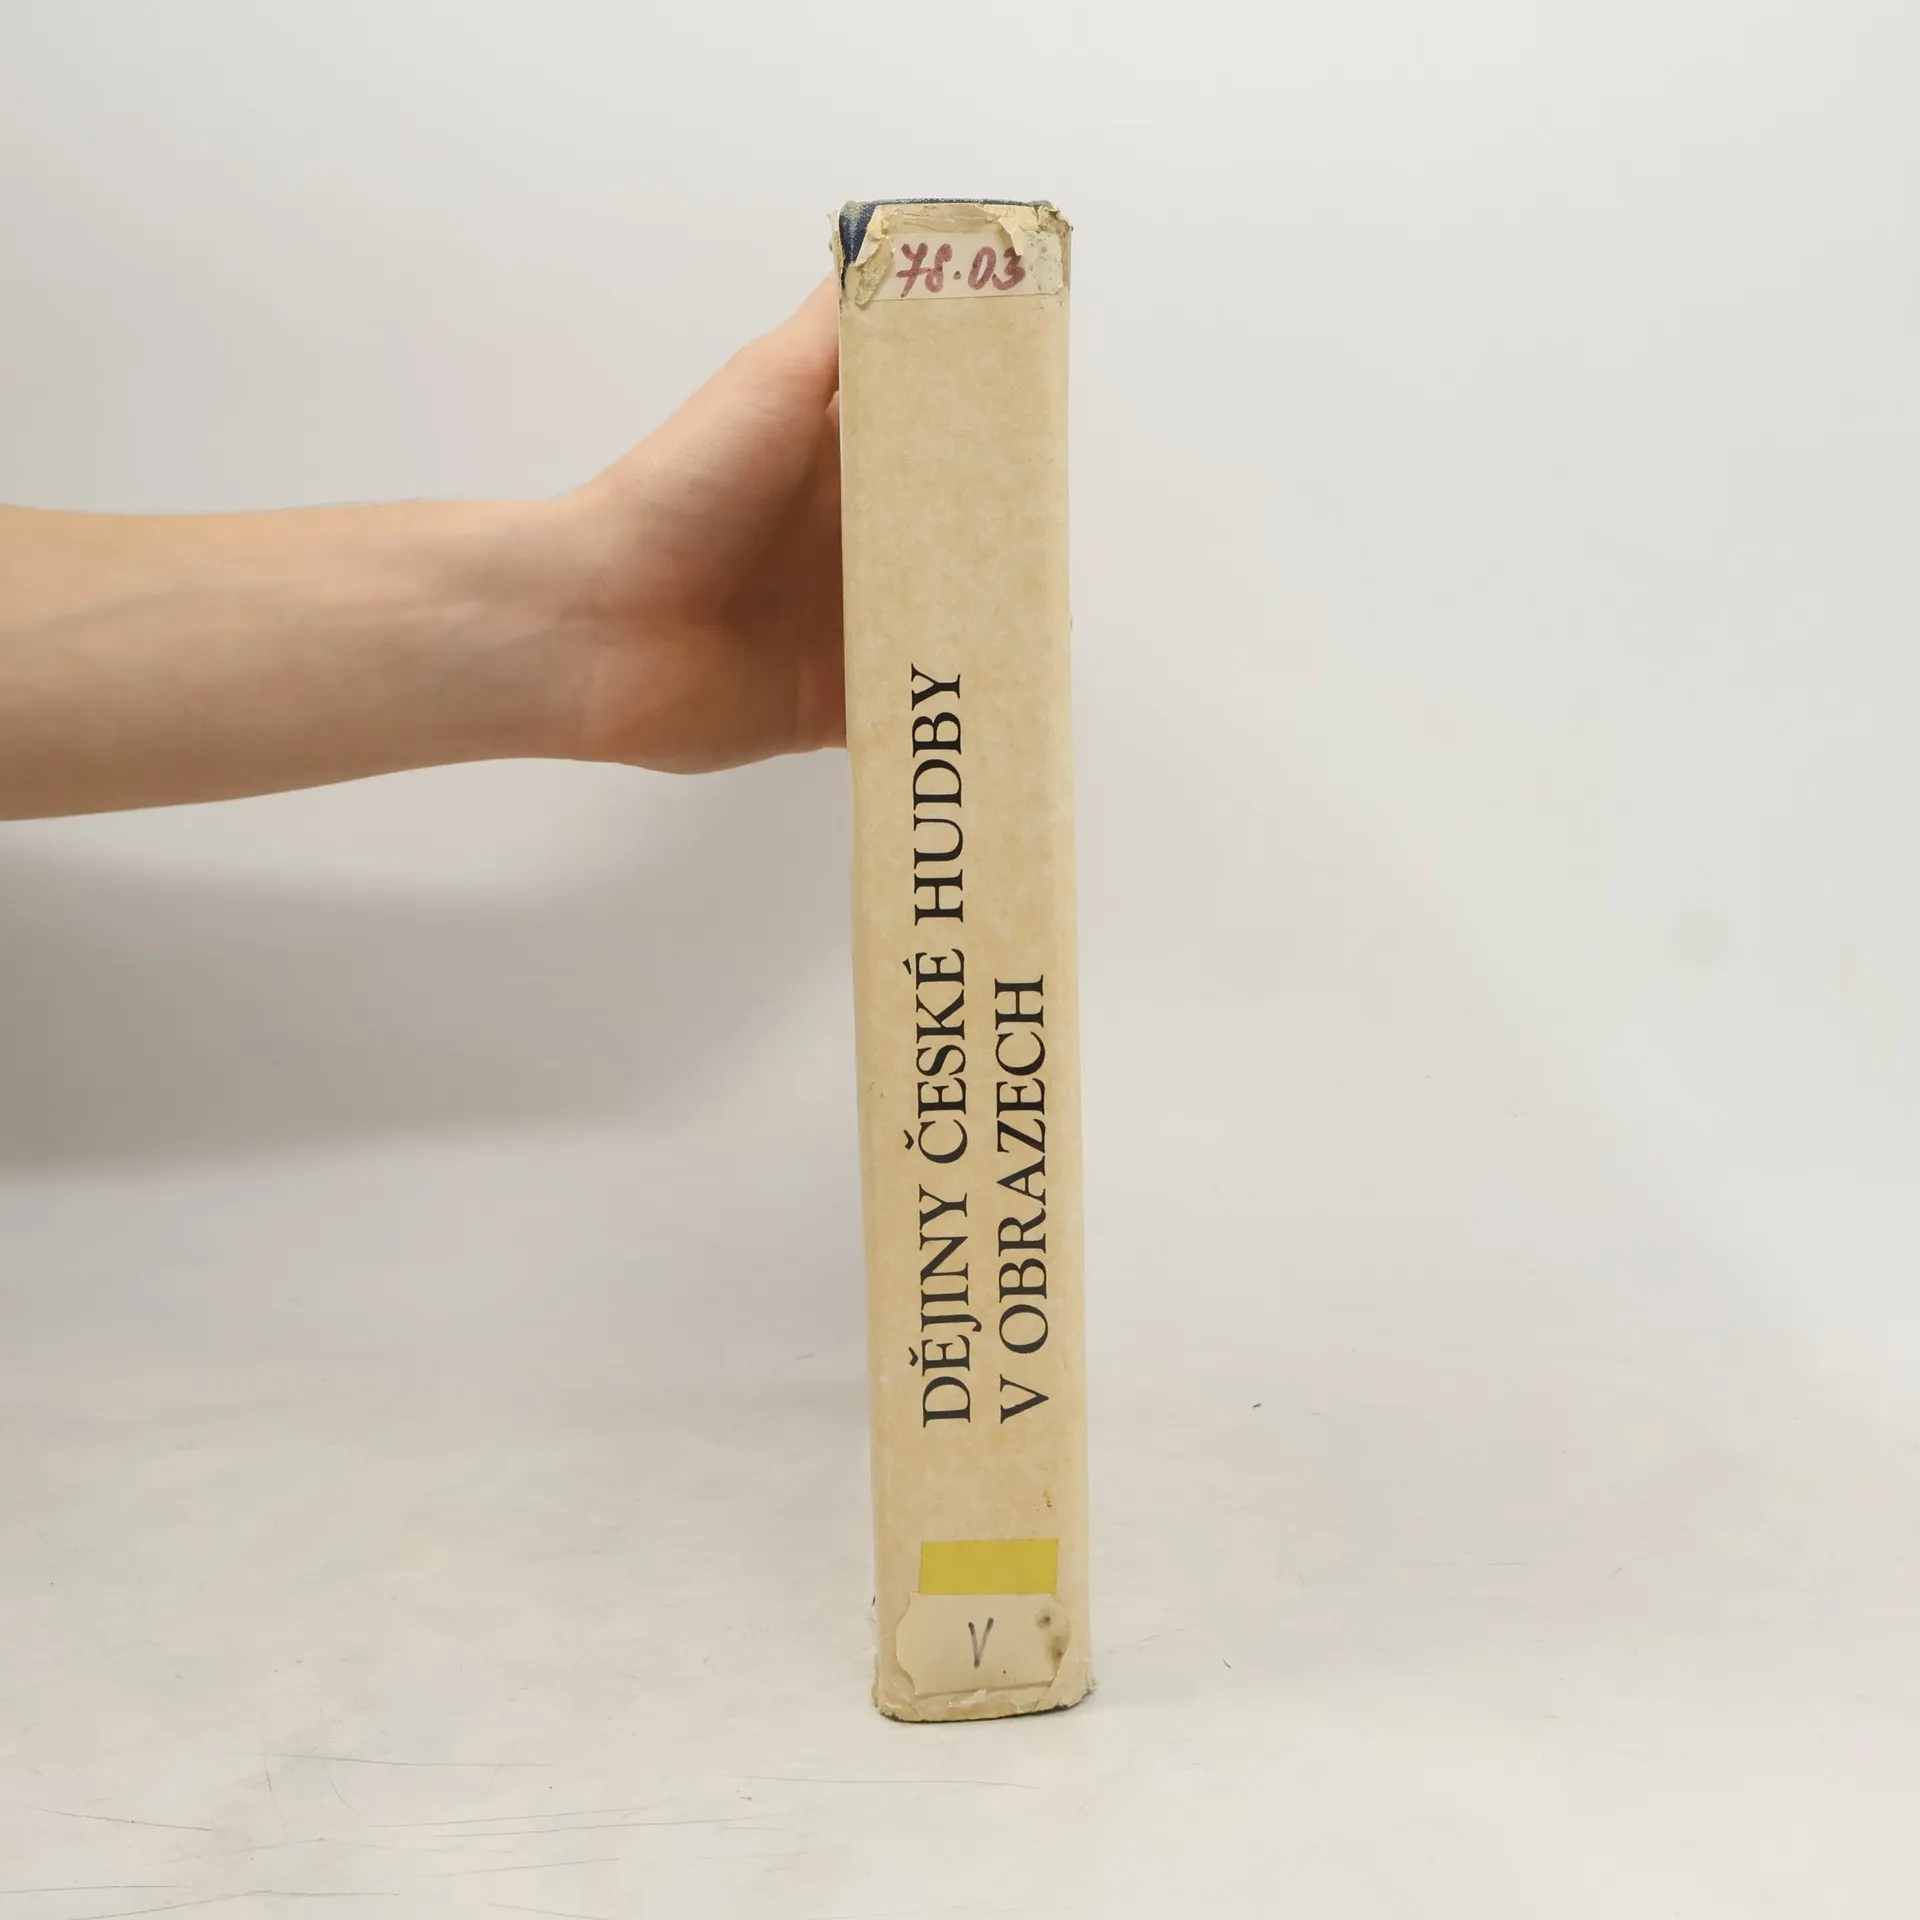 78.03
DĚJINY ČESKÉ HUDBY
V OBRAZECH
V